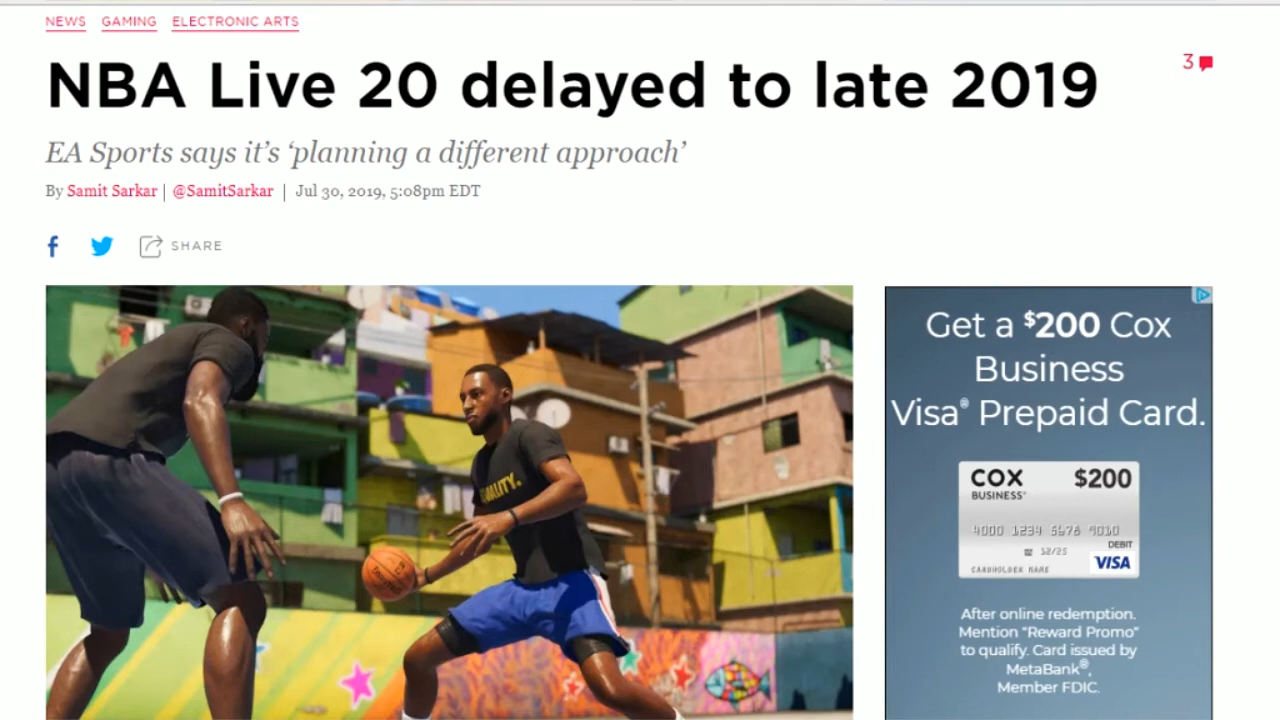 NEWS GAMING ELECTRONIC ARTS
NBA Live 20 delayed to late 2019
3
EA Sports says it’s ‘planning a different approach’
By Samit Sarkar | @SamitSarkar | Jul 30, 2019, 5:08pm EDT
SHARE
Get a $200 Cox
Business
Visa® Prepaid Card.
COX $200
BUSINESS®
4000 1234 5678 9010
DEBIT
12/25
VISA
CARDHOLDER NAME
After online redemption.
Mention “Reward Promo”
to qualify. Card issued by
MetaBank®,
Member FDIC.